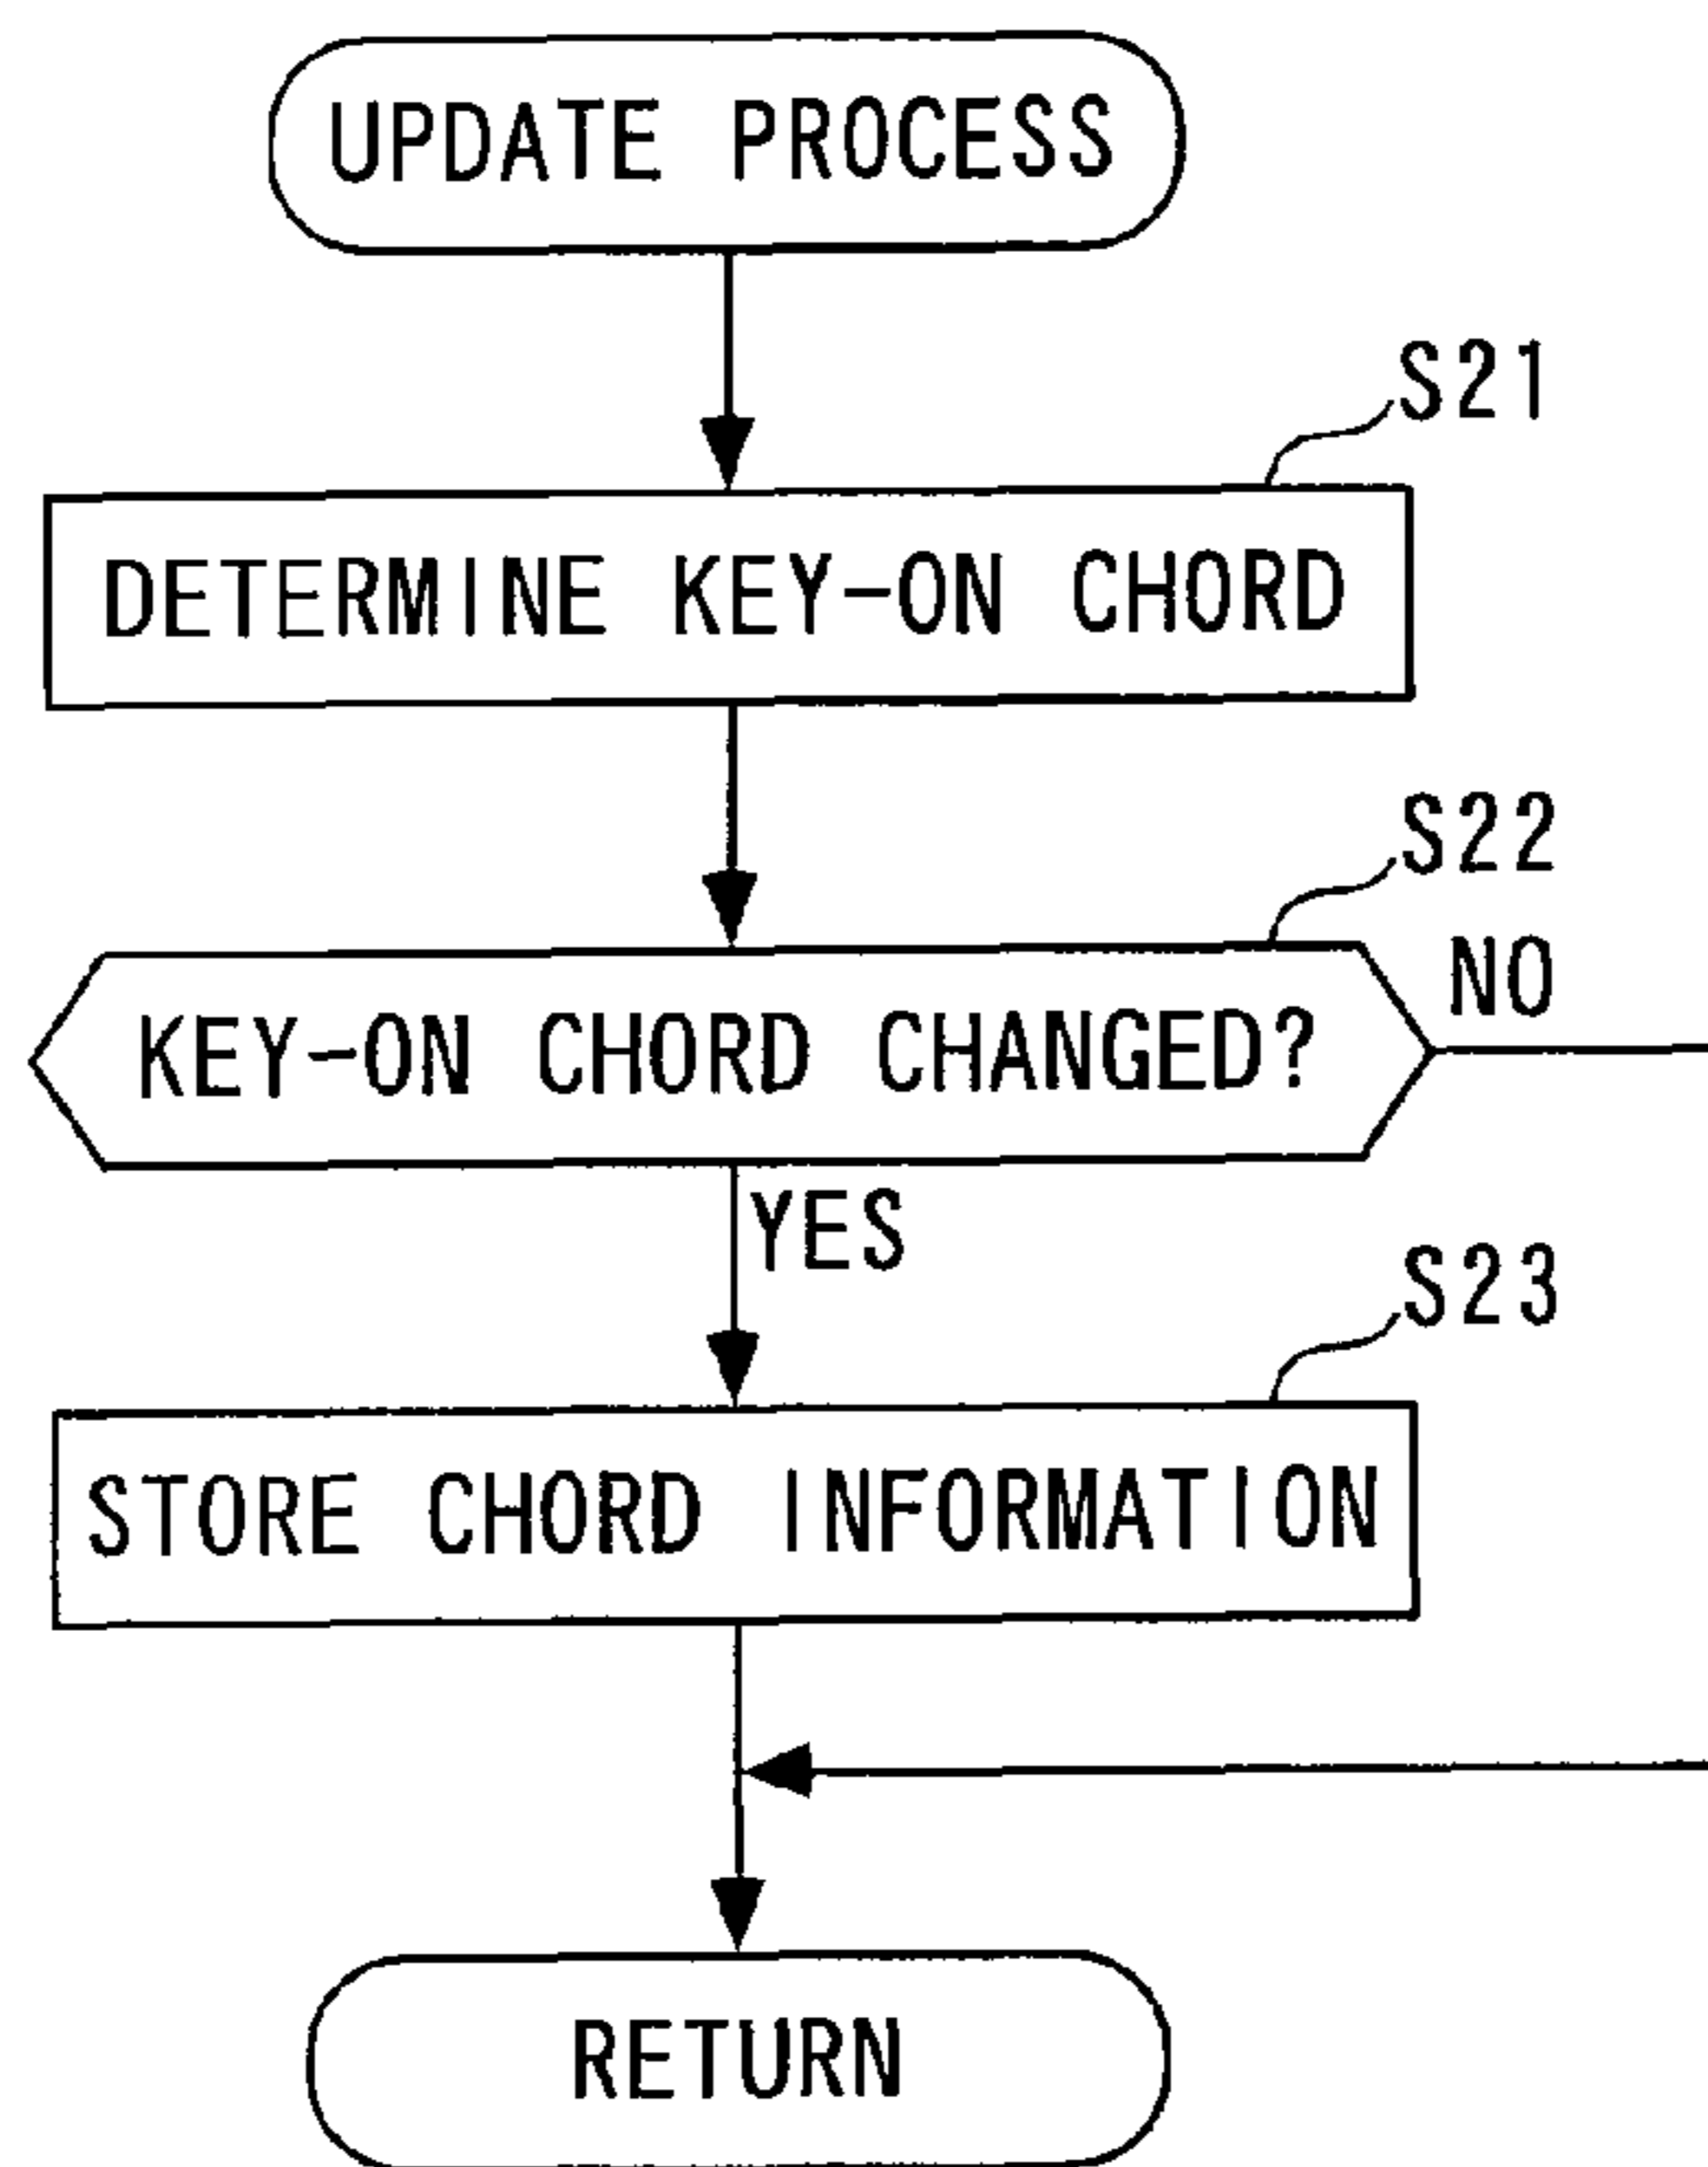 UPDATE PROCESS
S21
DETERMINE KEY-ON CHORD
S22
KEY-ON CHORD CHANGED?
NO
YES
S23
STORE CHORD INFORMATION
RETURN